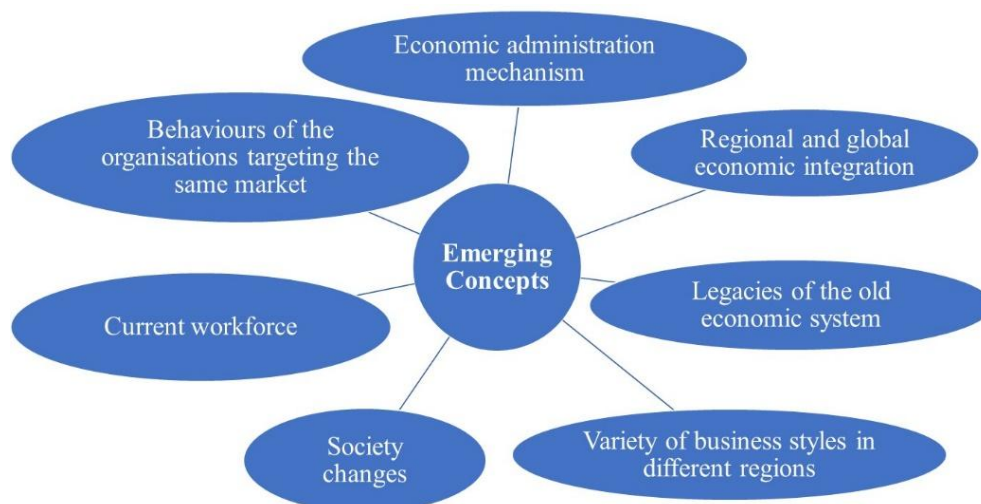 Economic administration
mechanism
Behaviours of the
organisations targeting the
same market
Regional and global
economic integration
Emerging
Concepts
Current workforce
Legacies of the old
economic system
Society
changes
Variety of business styles in
different regions